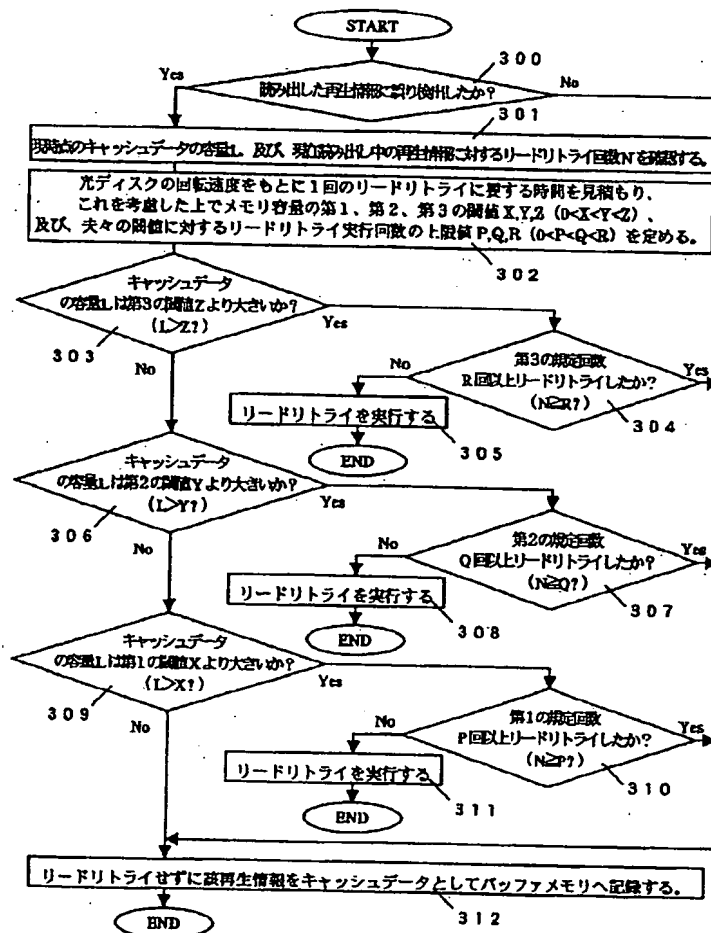 START
300
Yes
読み出した再生情報に誤り検出したか?
No
301
現時点のキャッシュデータの容量L、及び、現在読み出し中の再生情報に対するリードリトライ回数Nを確認する。
光ディスクの回転速度をもとに1回のリードリトライに要する時間を見積もり、
これを考慮した上でメモリ容量の第1、第2、第3の閾値X,Y,Z (0<X<Y<Z)、
及び、夫々の閾値に対するリードリトライ実行回数の上限値P,Q,R (0<P<Q<R) を定める。
302
キャッシュデータ
の容量Lは第3の閾値Zより大きいか?
(L>Z?)
Yes
303
No
第3の規定回数
R回以上リードリトライしたか?
(N≧R?)
No
Yes
304
リードリトライを実行する
305
END
キャッシュデータ
の容量Lは第2の閾値Yより大きいか?
(L>Y?)
Yes
306
No
第2の規定回数
Q回以上リードリトライしたか?
(N≧Q?)
No
Yes
307
リードリトライを実行する
308
END
キャッシュデータ
の容量Lは第1の閾値Xより大きいか?
(L>X?)
Yes
309
No
第1の規定回数
P回以上リードリトライしたか?
(N≧P?)
No
Yes
310
リードリトライを実行する
311
END
リードリトライせずに該再生情報をキャッシュデータとしてバッファメモリへ記録する。
312
END